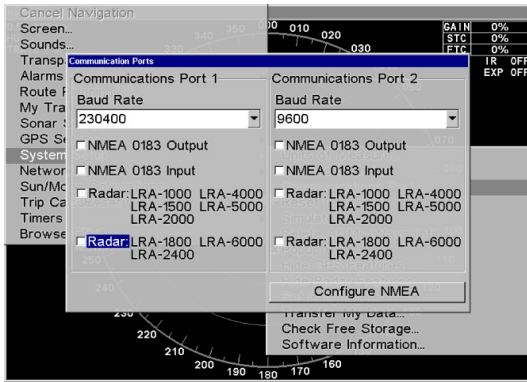 Cancel Navigation
Screen...
Sounds...
Alarms
Route
My Tra
Sonar
GPS Se
System
Networ
Sun/Mo
Trip Ca
Timers
Browse
340 350 000 010 020
030
GAIN 0%
STC 0%
FTC 0%
IR OFF
EXP OFF
Communication Ports
Communications Port 1
Baud Rate
230400
NMEA 0183 Output
NMEA 0183 Input
Radar: LRA-1000 LRA-4000
LRA-1500 LRA-5000
LRA-2000
Radar: LRA-1800 LRA-6000
LRA-2400
Communications Port 2
Baud Rate
9600
NMEA 0183 Output
NMEA 0183 Input
Radar: LRA-1000 LRA-4000
LRA-1500 LRA-5000
LRA-2000
Radar: LRA-1800 LRA-6000
LRA-2400
Configure NMEA
070
250
Transfer My Data...
Check Free Storage...
Software Information...
230
220
210
200
190
180
170
160